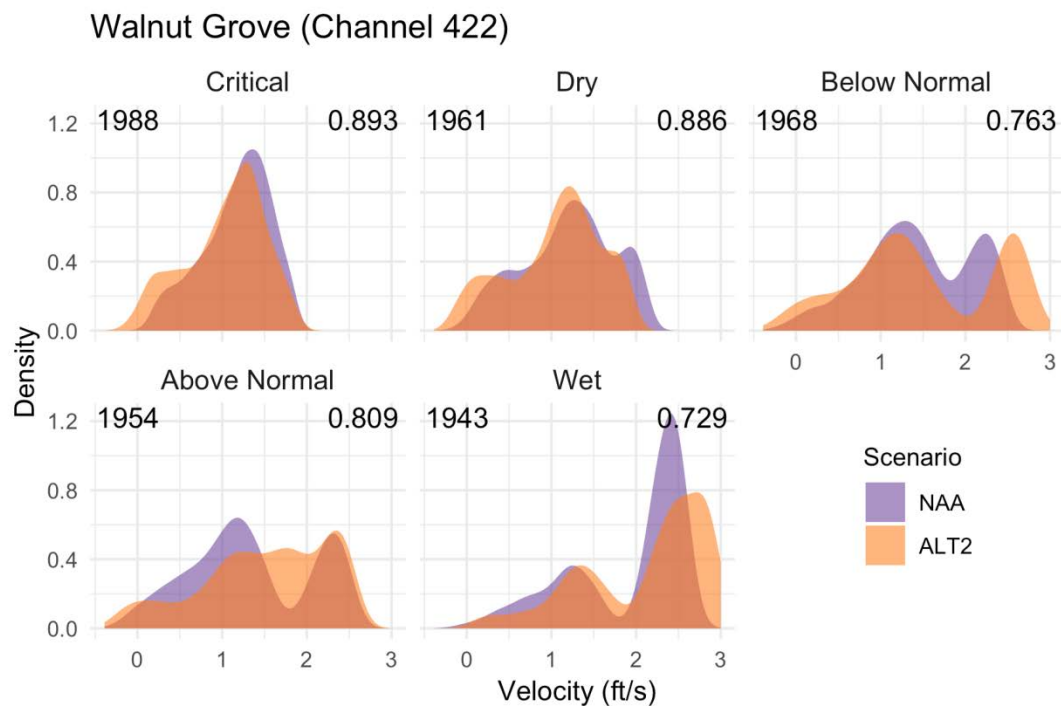 Walnut Grove (Channel 422)
Critical
Dry
Below Normal
1988
0.893
1961
0.886
1968
0.763
1.2
0.8
0.4
0.0
0
1
2
3
Density
Above Normal
Wet
1954
0.809
1943
0.729
1.2
0.8
0.4
0.0
0
1
2
3
0
1
2
3
Velocity (ft/s)
Scenario
NAA
ALT2